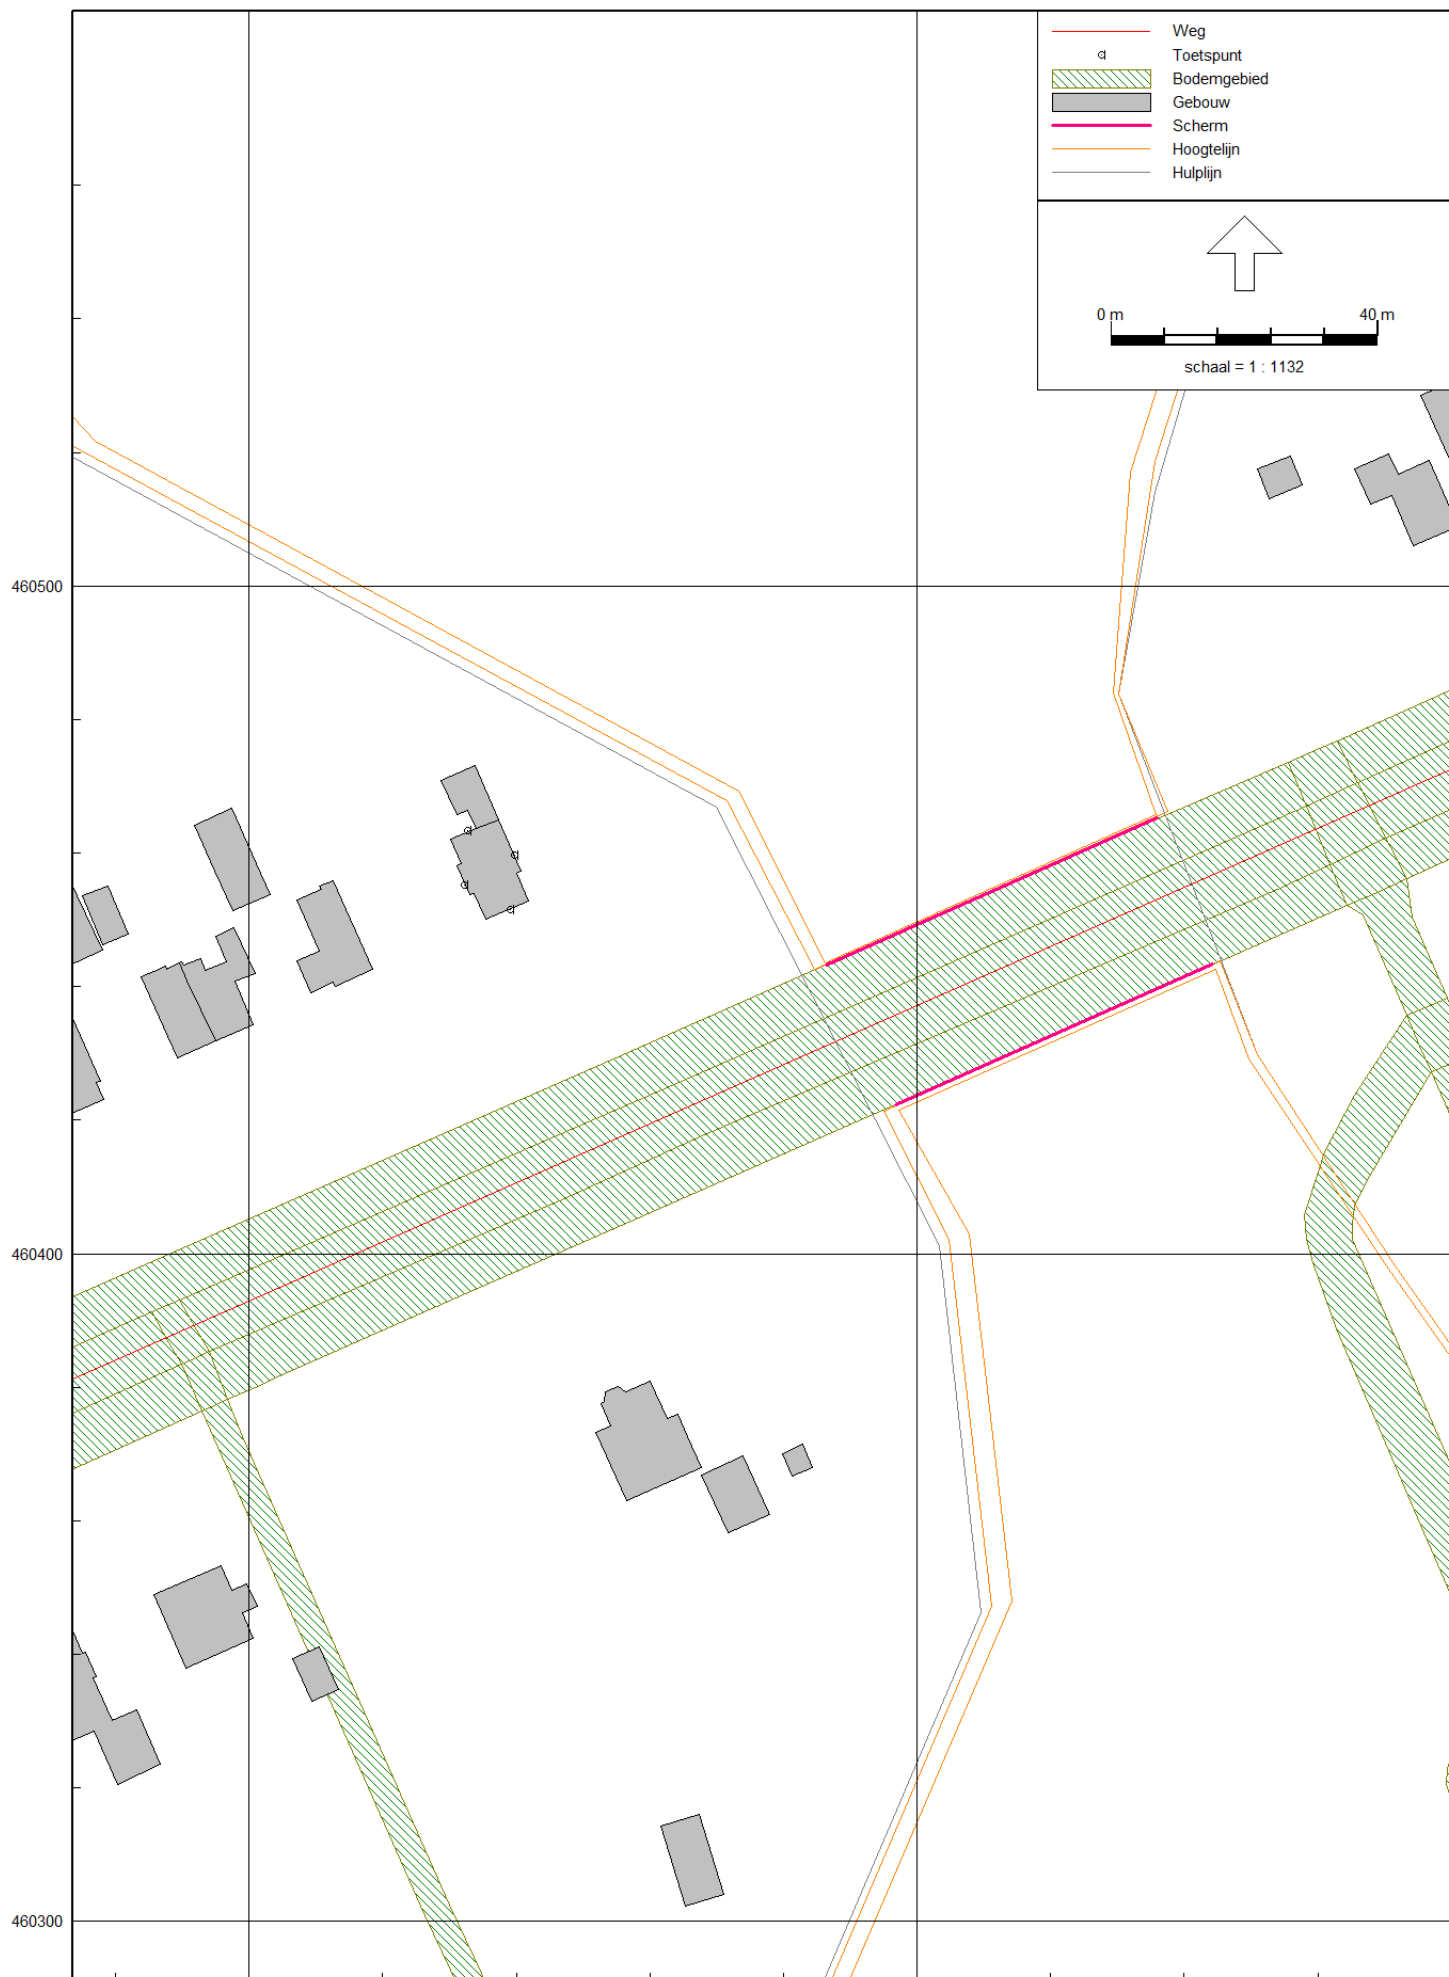 Weg
Toetspunt
Bodemgebied
Gebouw
Scherm
Hoogtelijn
Hulplijn
0 m 40 m
schaal = 1 : 1132
460500
460400
460300